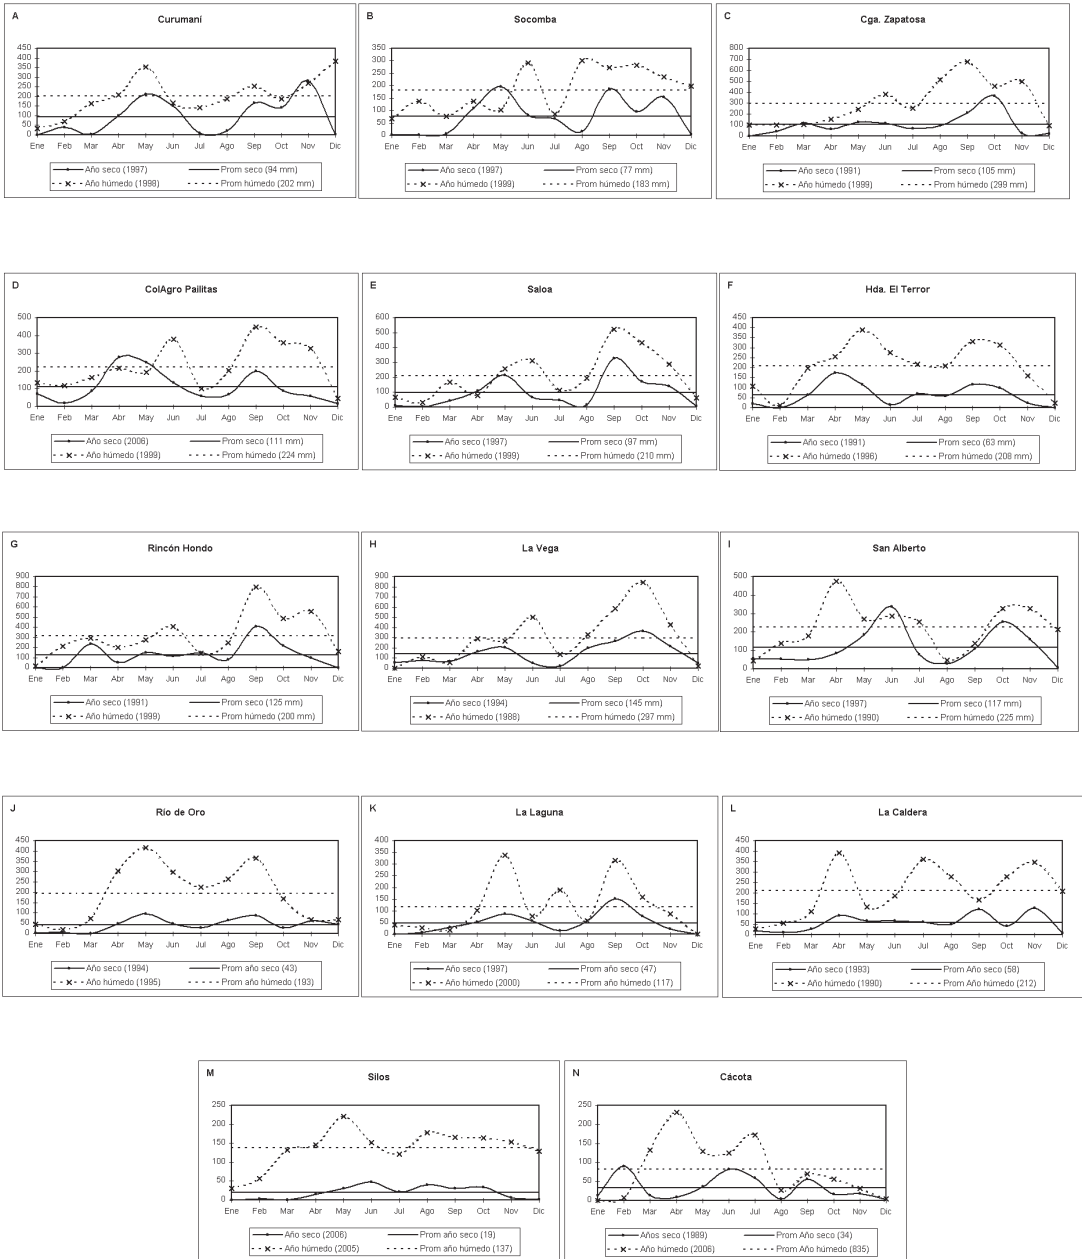 A
Curumaní
450
400
350
300
250
200
150
100
50
0
Ene Feb Mar Abr May Jun Jul Ago Sep Oct Nov Dic
Año seco (1997) Prom seco (94 mm)
Año húmedo (1998) Prom húmedo (202 mm)
B
Socomba
350
300
250
200
150
100
50
0
Ene Feb Mar Abr May Jun Jul Ago Sep Oct Nov Dic
Año seco (1997) Prom seco (77 mm)
Año húmedo (1999) Prom húmedo (183 mm)
C
Cga. Zapatosa
800
700
600
500
400
300
200
100
0
Ene Feb Mar Abr May Jun Jul Ago Sep Oct Nov Dic
Año seco (1991) Prom seco (105 mm)
Año húmedo (1999) Prom húmedo (299 mm)
D
ColAgro Pailitas
500
400
300
200
100
0
Ene Feb Mar Abr May Jun Jul Ago Sep Oct Nov Dic
Año seco (2006) Prom seco (111 mm)
Año húmedo (1999) Prom húmedo (224 mm)
E
Saloa
600
500
400
300
200
100
0
Ene Feb Mar Abr May Jun Jul Ago Sep Oct Nov Dic
Año seco (1997) Prom seco (97 mm)
Año húmedo (1999) Prom húmedo (210 mm)
F
Hda. El Terror
450
400
350
300
250
200
150
100
50
0
Ene Feb Mar Abr May Jun Jul Ago Sep Oct Nov Dic
Año seco (1991) Prom seco (63 mm)
Año húmedo (1996) Prom húmedo (208 mm)
G
Rincón Hondo
900
800
700
600
500
400
300
200
100
0
Ene Feb Mar Abr May Jun Jul Ago Sep Oct Nov Dic
Año seco (1991) Prom seco (125 mm)
Año húmedo (1999) Prom húmedo (200 mm)
H
La Vega
900
800
700
600
500
400
300
200
100
0
Ene Feb Mar Abr May Jun Jul Ago Sep Oct Nov Dic
Año seco (1994) Prom seco (145 mm)
Año húmedo (1988) Prom húmedo (297 mm)
I
San Alberto
500
400
300
200
100
0
Ene Feb Mar Abr May Jun Jul Ago Sep Oct Nov Dic
Año seco (1997) Prom seco (117 mm)
Año húmedo (1990) Prom húmedo (225 mm)
J
Río de Oro
450
400
350
300
250
200
150
100
50
0
Ene Feb Mar Abr May Jun Jul Ago Sep Oct Nov Dic
Año seco (1994) Prom año seco (43)
Año húmedo (1995) Prom año húmedo (193)
K
La Laguna
400
350
300
250
200
150
100
50
0
Ene Feb Mar Abr May Jun Jul Ago Sep Oct Nov Dic
Año seco (1997) Prom año seco (47)
Año húmedo (2000) Prom año húmedo (117)
L
La Caldera
450
400
350
300
250
200
150
100
50
0
Ene Feb Mar Abr May Jun Jul Ago Sep Oct Nov Dic
Año seco (1993) Prom Año seco (58)
Año húmedo (1990) Prom Año húmedo (212)
M
Silos
250
200
150
100
50
0
Ene Feb Mar Abr May Jun Jul Ago Sep Oct Nov Dic
Año seco (2006) Prom año seco (19)
Año húmedo (2005) Prom año húmedo (137)
N
Cácota
250
200
150
100
50
0
Ene Feb Mar Abr May Jun Jul Ago Sep Oct Nov Dic
Años seco (1989) Prom Año seco (34)
Año húmedo (2006) Prom Año húmedo (835)